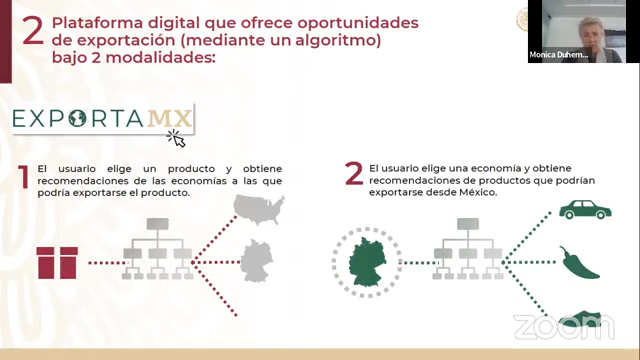 2 Plataforma digital que ofrece oportunidades
de exportación (mediante un algoritmo)
bajo 2 modalidades:
Monica Duhem...
EXPORTA MX
1 El usuario elige un producto y obtiene
recomendaciones de las economías a las que
podría exportarse el producto.
2 El usuario elige una economía y obtiene
recomendaciones de productos que podrían
exportarse desde México.
zoom